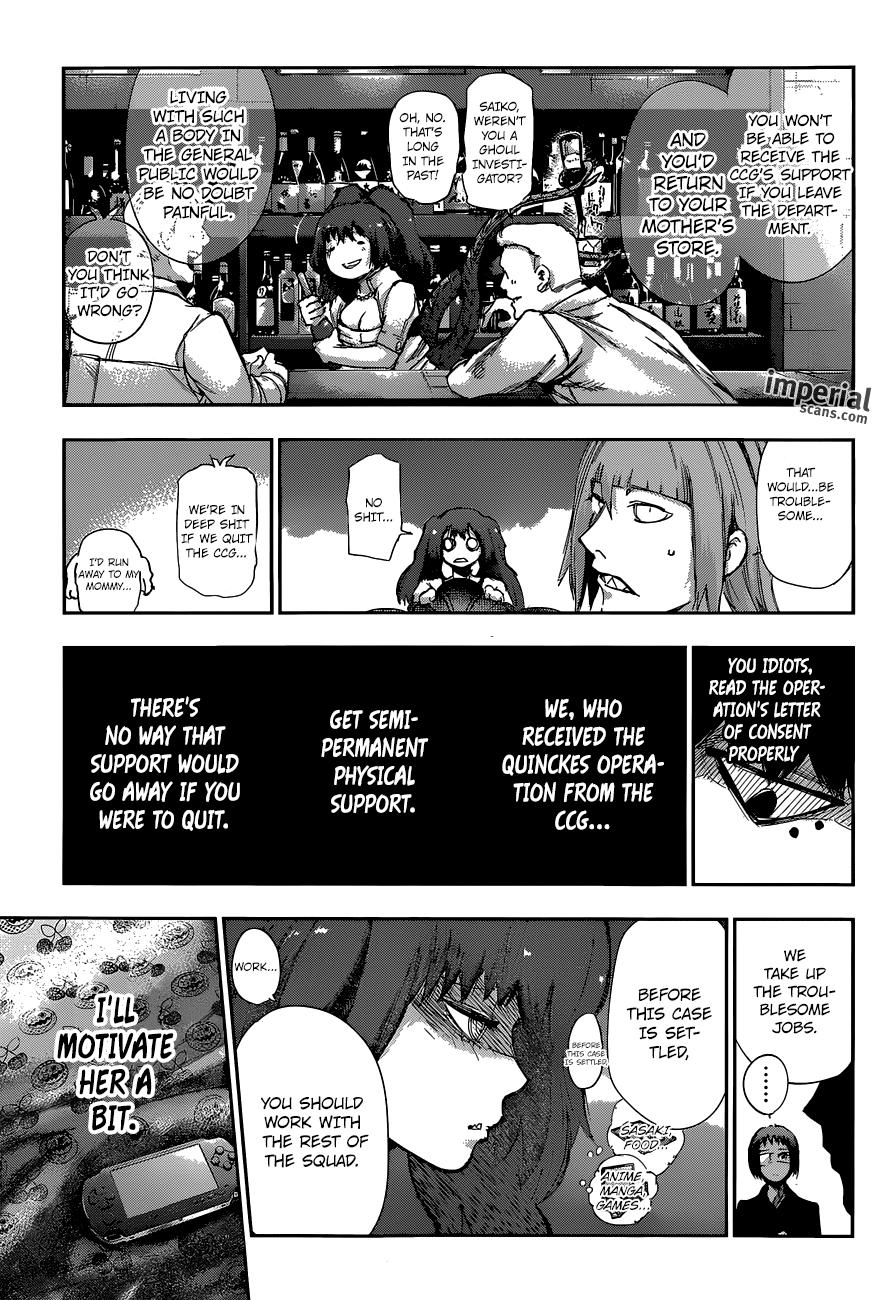 YOU WON'T
BE ABLE TO
RECEIVE THE
CCG'S SUPPORT
IF YOU LEAVE
THE DEPART-
MENT.
AND
YOU'D
RETURN
TO YOUR
MOTHER'S
STORE.
SAIKO,
WEREN'T
YOU A
GHOUL
INVESTI-
GATOR?
OH, NO.
THAT'S
LONG
IN THE
PAST!
LIVING
WITH SUCH
A BODY IN
THE GENERAL
PUBLIC WOULD
BE NO DOUBT
PAINFUL.
DON'T
YOU THINK
IT'D GO
WRONG?
imperial
scans.com
THAT
WOULD...BE
TROUBLE-
SOME...
NO
SHIT...
WE'RE IN
DEEP SHIT
IF WE QUIT
THE CCG...
I'D RUN
AWAY TO MY
MOMMY...
YOU IDIOTS,
READ THE OPER-
ATION'S LETTER
OF CONSENT
PROPERLY
WE, WHO
RECEIVED THE
QUINCKES OPERA-
TION FROM THE
CCG...
GET SEMI-
PERMANENT
PHYSICAL
SUPPORT.
THERE'S
NO WAY THAT
SUPPORT WOULD
GO AWAY IF YOU
WERE TO QUIT.
WE
TAKE UP
THE TROU-
BLESOME
JOBS.
......
BEFORE
THIS CASE
IS SET-
TLED,
BEFORE
THIS CASE
IS SETTLED,
SASAKI,
FOOD...
ANIME,
MANGA,
GAMES...
WORK...
YOU SHOULD
WORK WITH
THE REST OF
THE SQUAD.
I'LL
MOTIVATE
HER A
BIT.